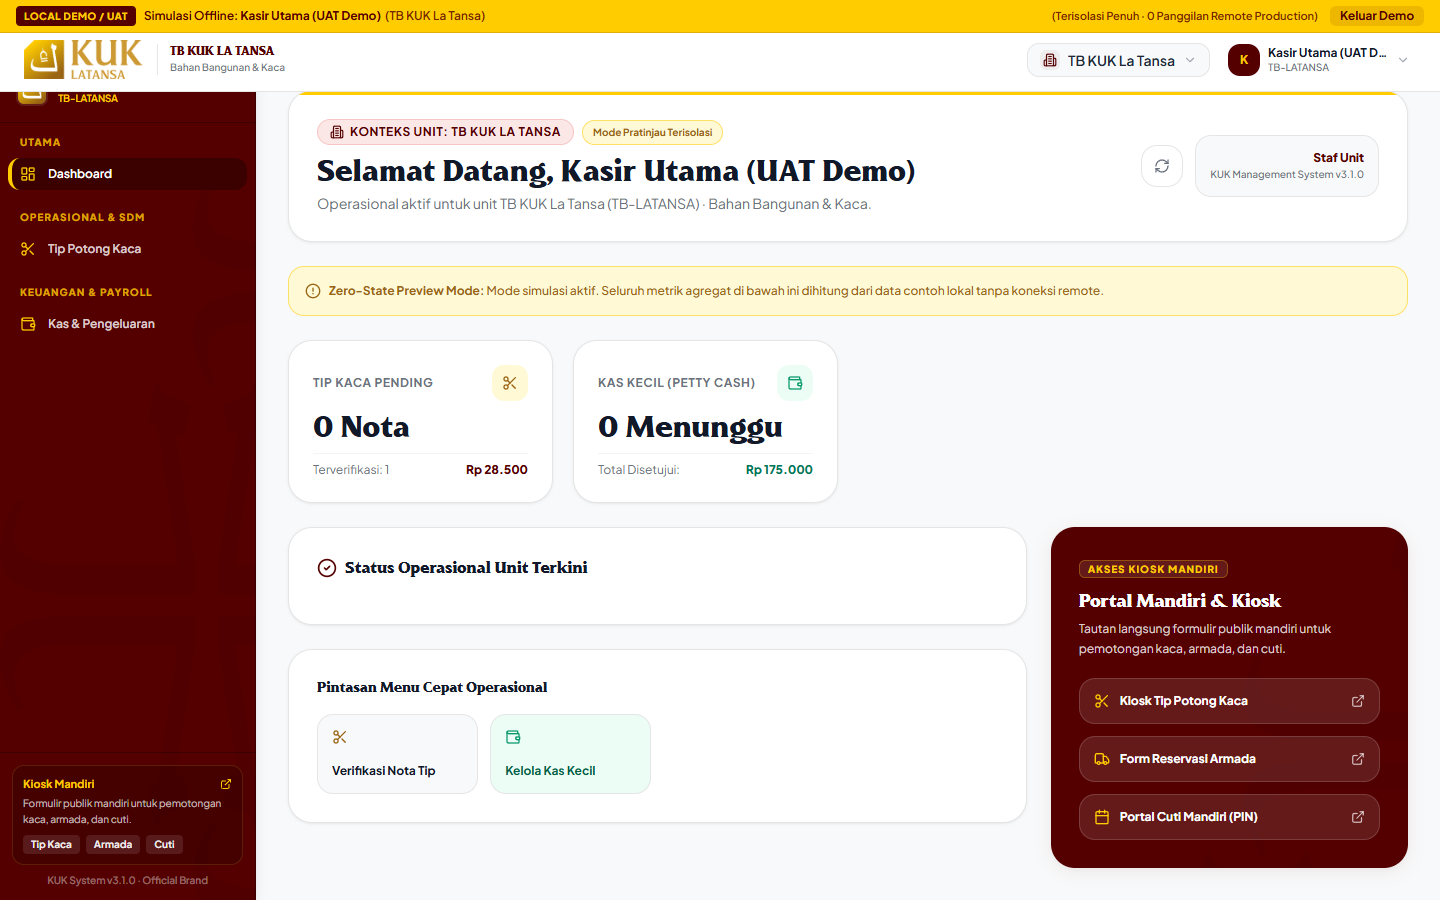 LOCAL DEMO / UAT Simulasi Offline: Kasir Utama (UAT Demo) (TB KUK La Tansa) (Terisolasi Penuh · 0 Panggilan Remote Production) Keluar Demo
KUK
LATANSA
TB KUK LA TANSA
Bahan Bangunan & Kaca
TB KUK La Tansa
K
Kasir Utama (UAT D...
TB-LATANSA
TB-LATANSA
UTAMA
Dashboard
OPERASIONAL & SDM
Tip Potong Kaca
KEUANGAN & PAYROLL
Kas & Pengeluaran
Kiosk Mandiri
Formulir publik mandiri untuk pemotongan
kaca, armada, dan cuti.
Tip Kaca Armada Cuti
KUK System v3.1.0 · Official Brand
KONTEKS UNIT: TB KUK LA TANSA Mode Pratinjau Terisolasi
Selamat Datang, Kasir Utama (UAT Demo)
Operasional aktif untuk unit TB KUK La Tansa (TB-LATANSA) · Bahan Bangunan & Kaca.
Staf Unit
KUK Management System v3.1.0
Zero-State Preview Mode: Mode simulasi aktif. Seluruh metrik agregat di bawah ini dihitung dari data contoh lokal tanpa koneksi remote.
TIP KACA PENDING
0 Nota
Terverifikasi: 1 Rp 28.500
KAS KECIL (PETTY CASH)
0 Menunggu
Total Disetujui: Rp 175.000
Status Operasional Unit Terkini
Pintasan Menu Cepat Operasional
Verifikasi Nota Tip
Kelola Kas Kecil
AKSES KIOSK MANDIRI
Portal Mandiri & Kiosk
Tautan langsung formulir publik mandiri untuk
pemotongan kaca, armada, dan cuti.
Kiosk Tip Potong Kaca
Form Reservasi Armada
Portal Cuti Mandiri (PIN)